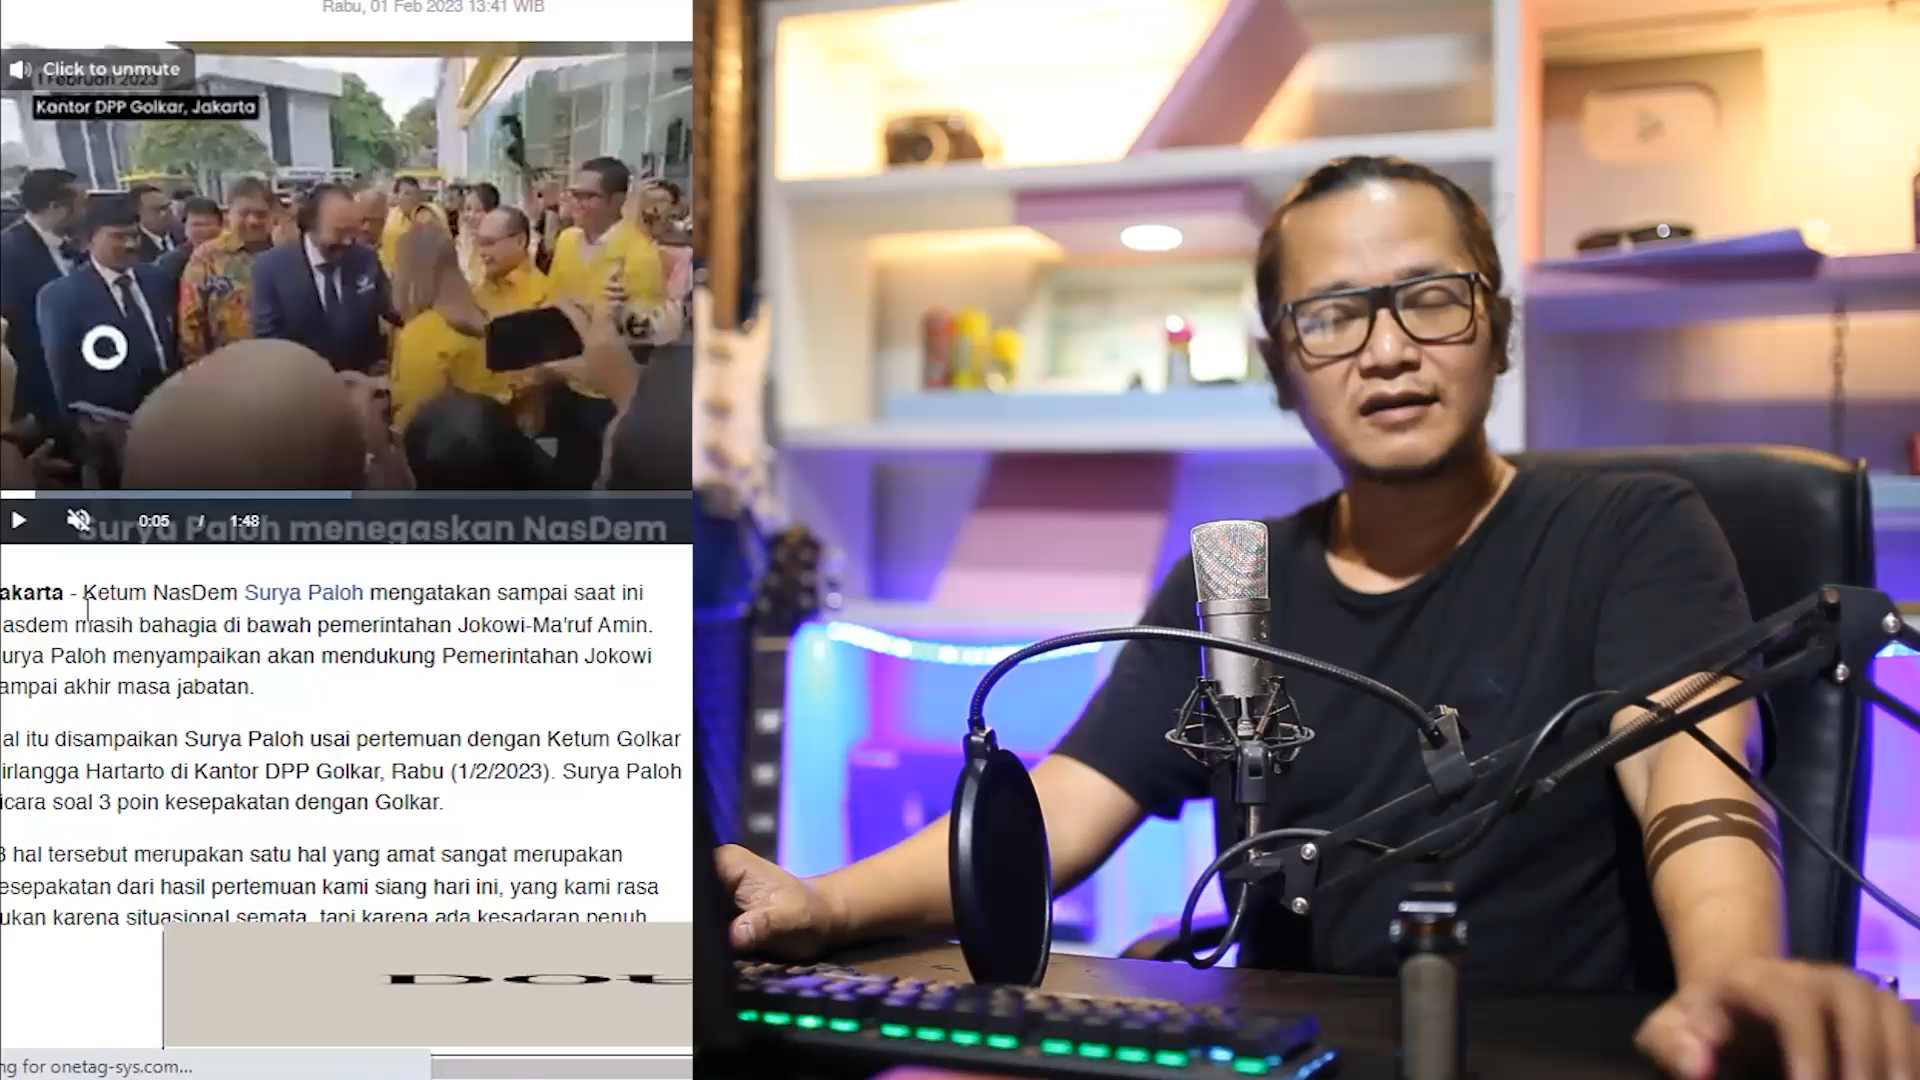 Rabu, 01 Feb 2023 13:41 WIB
Click to unmute
1 Februari 2023
Kantor DPP Golkar, Jakarta
0:05 / 1:48
Surya Paloh menegaskan NasDem
akarta - Ketum NasDem Surya Paloh mengatakan sampai saat ini
asdem masih bahagia di bawah pemerintahan Jokowi-Ma'ruf Amin.
urya Paloh menyampaikan akan mendukung Pemerintahan Jokowi
ampai akhir masa jabatan.
al itu disampaikan Surya Paloh usai pertemuan dengan Ketum Golkar
irlangga Hartarto di Kantor DPP Golkar, Rabu (1/2/2023). Surya Paloh
icara soal 3 poin kesepakatan dengan Golkar.
3 hal tersebut merupakan satu hal yang amat sangat merupakan
esepakatan dari hasil pertemuan kami siang hari ini, yang kami rasa
ukan karena situasional semata, tapi karena ada kesadaran penuh
ng for onetag-sys.com...